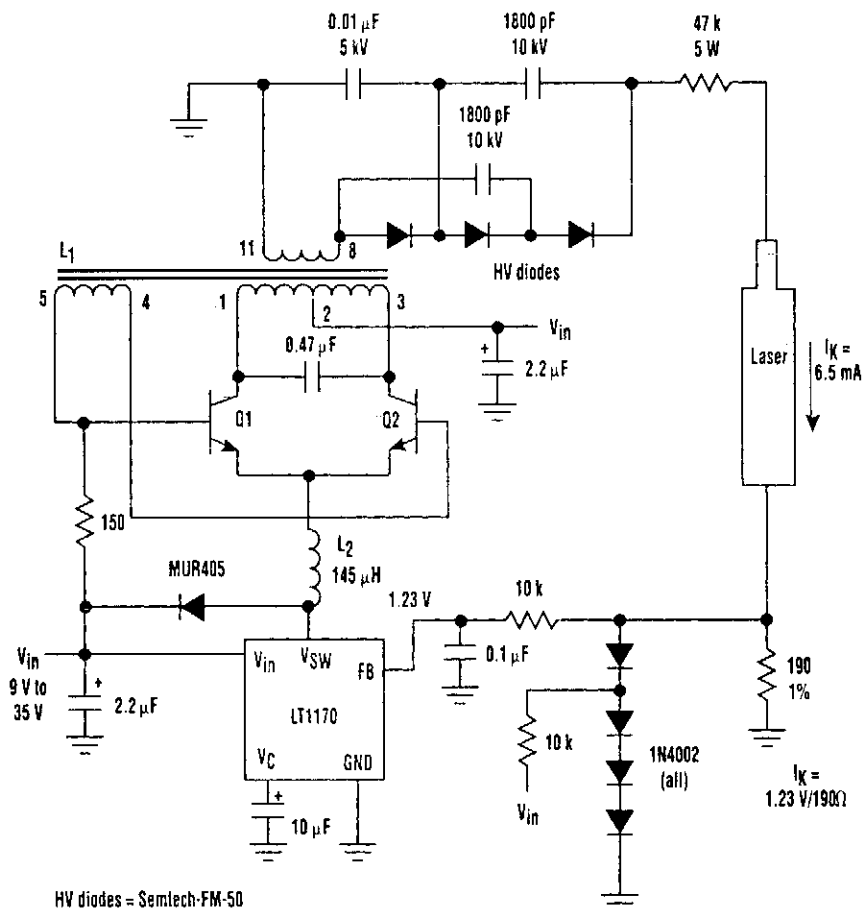 0.01 µF
5 kV
1800 pF
10 kV
47 k
5 W
1800 pF
10 kV
11
8
HV diodes
L1
5
4
1
2
3
Vin
0.47 µF
2.2 µF
Q1
Q2
Laser
IK =
6.5 mA
150
L2
145 µH
MUR405
1.23 V
10 k
Vin
9 V to
35 V
2.2 µF
Vin
VSW
FB
LT1170
VC
GND
0.1 µF
10 k
Vin
1N4002
(all)
190
1%
IK =
1.23 V/190Ω
10 µF
HV diodes = Semtech-FM-50